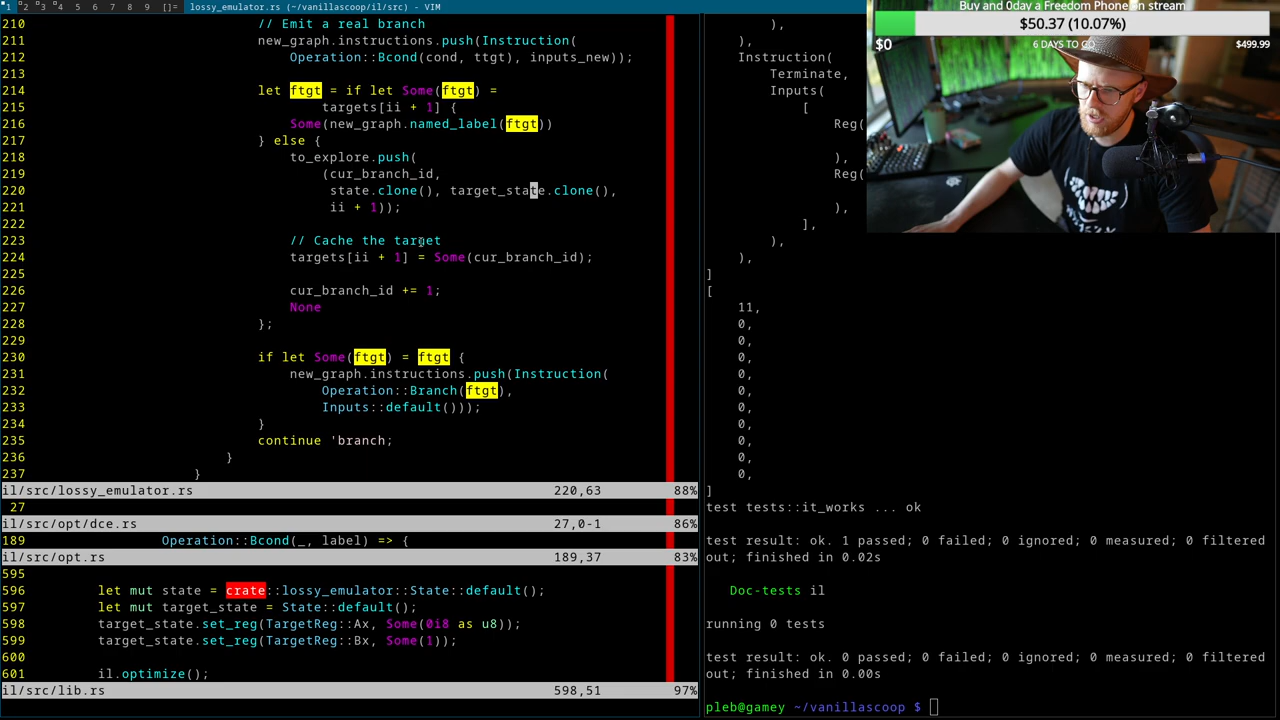 1 2 3 4 5 6 7 8 9 []= lossy_emulator.rs (~/vanillascoop/il/src) - VIM
210 // Emit a real branch
211 new_graph.instructions.push(Instruction(
212 Operation::Bcond(cond, ttgt), inputs_new));
213
214 let ftgt = if let Some(ftgt) =
215 targets[ii + 1] {
216 Some(new_graph.named_label(ftgt))
217 } else {
218 to_explore.push(
219 (cur_branch_id,
220 state.clone(), target_state.clone(),
221 ii + 1));
222
223 // Cache the target
224 targets[ii + 1] = Some(cur_branch_id);
225
226 cur_branch_id += 1;
227 None
228 };
229
230 if let Some(ftgt) = ftgt {
231 new_graph.instructions.push(Instruction(
232 Operation::Branch(ftgt),
233 Inputs::default()));
234 }
235 continue 'branch;
236 }
237 }
il/src/lossy_emulator.rs 220,63 88%
27
il/src/opt/dce.rs 27,0-1 86%
189 Operation::Bcond(_, label) => {
il/src/opt.rs 189,37 83%
595
596 let mut state = crate::lossy_emulator::State::default();
597 let mut target_state = State::default();
598 target_state.set_reg(TargetReg::Ax, Some(0i8 as u8));
599 target_state.set_reg(TargetReg::Bx, Some(1));
600
601 il.optimize();
il/src/lib.rs 598,51 97%
),
),
Instruction(
Terminate,
Inputs(
[
Reg(
),
Reg(
),
],
),
),
]
[
11,
0,
0,
0,
0,
0,
0,
0,
0,
0,
0,
]
test tests::it_works ... ok
test result: ok. 1 passed; 0 failed; 0 ignored; 0 measured; 0 filtered
out; finished in 0.02s
Doc-tests il
running 0 tests
test result: ok. 0 passed; 0 failed; 0 ignored; 0 measured; 0 filtered
out; finished in 0.00s
pleb@gamey ~/vanillascoop $
Buy and 0day a Freedom Phone on stream
$50.37 (10.07%)
$0 6 DAYS TO GO $499.99